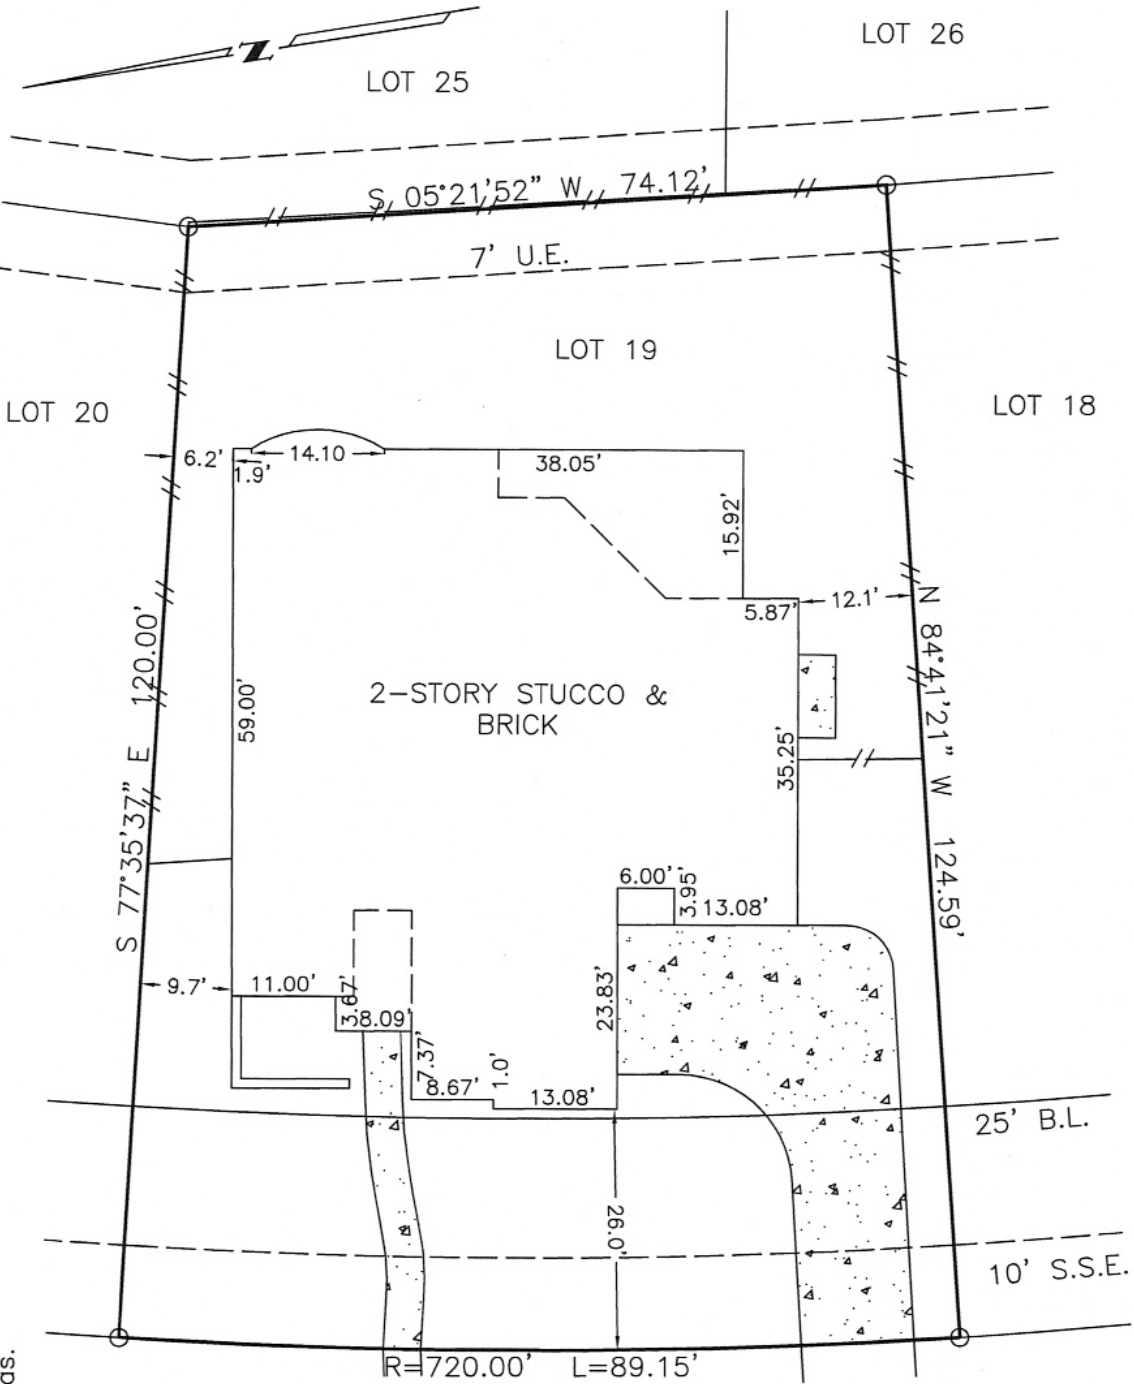 N
LOT 25
LOT 26
S 05°21'52" W 74.12'
7' U.E.
LOT 19
LOT 20
LOT 18
6.2'
1.9'
14.10
38.05'
15.92'
5.87'
12.1'
S 77°35'37" E 120.00'
59.00'
2-STORY STUCCO &
BRICK
35.25'
N 84°41'21" W 124.59'
6.00'
3.95'
13.08'
9.7'
11.00'
3.67'
8.09'
7.37'
8.67'
1.0'
13.08'
23.83'
25' B.L.
26.0'
10' S.S.E.
R=720.00' L=89.15'
as.